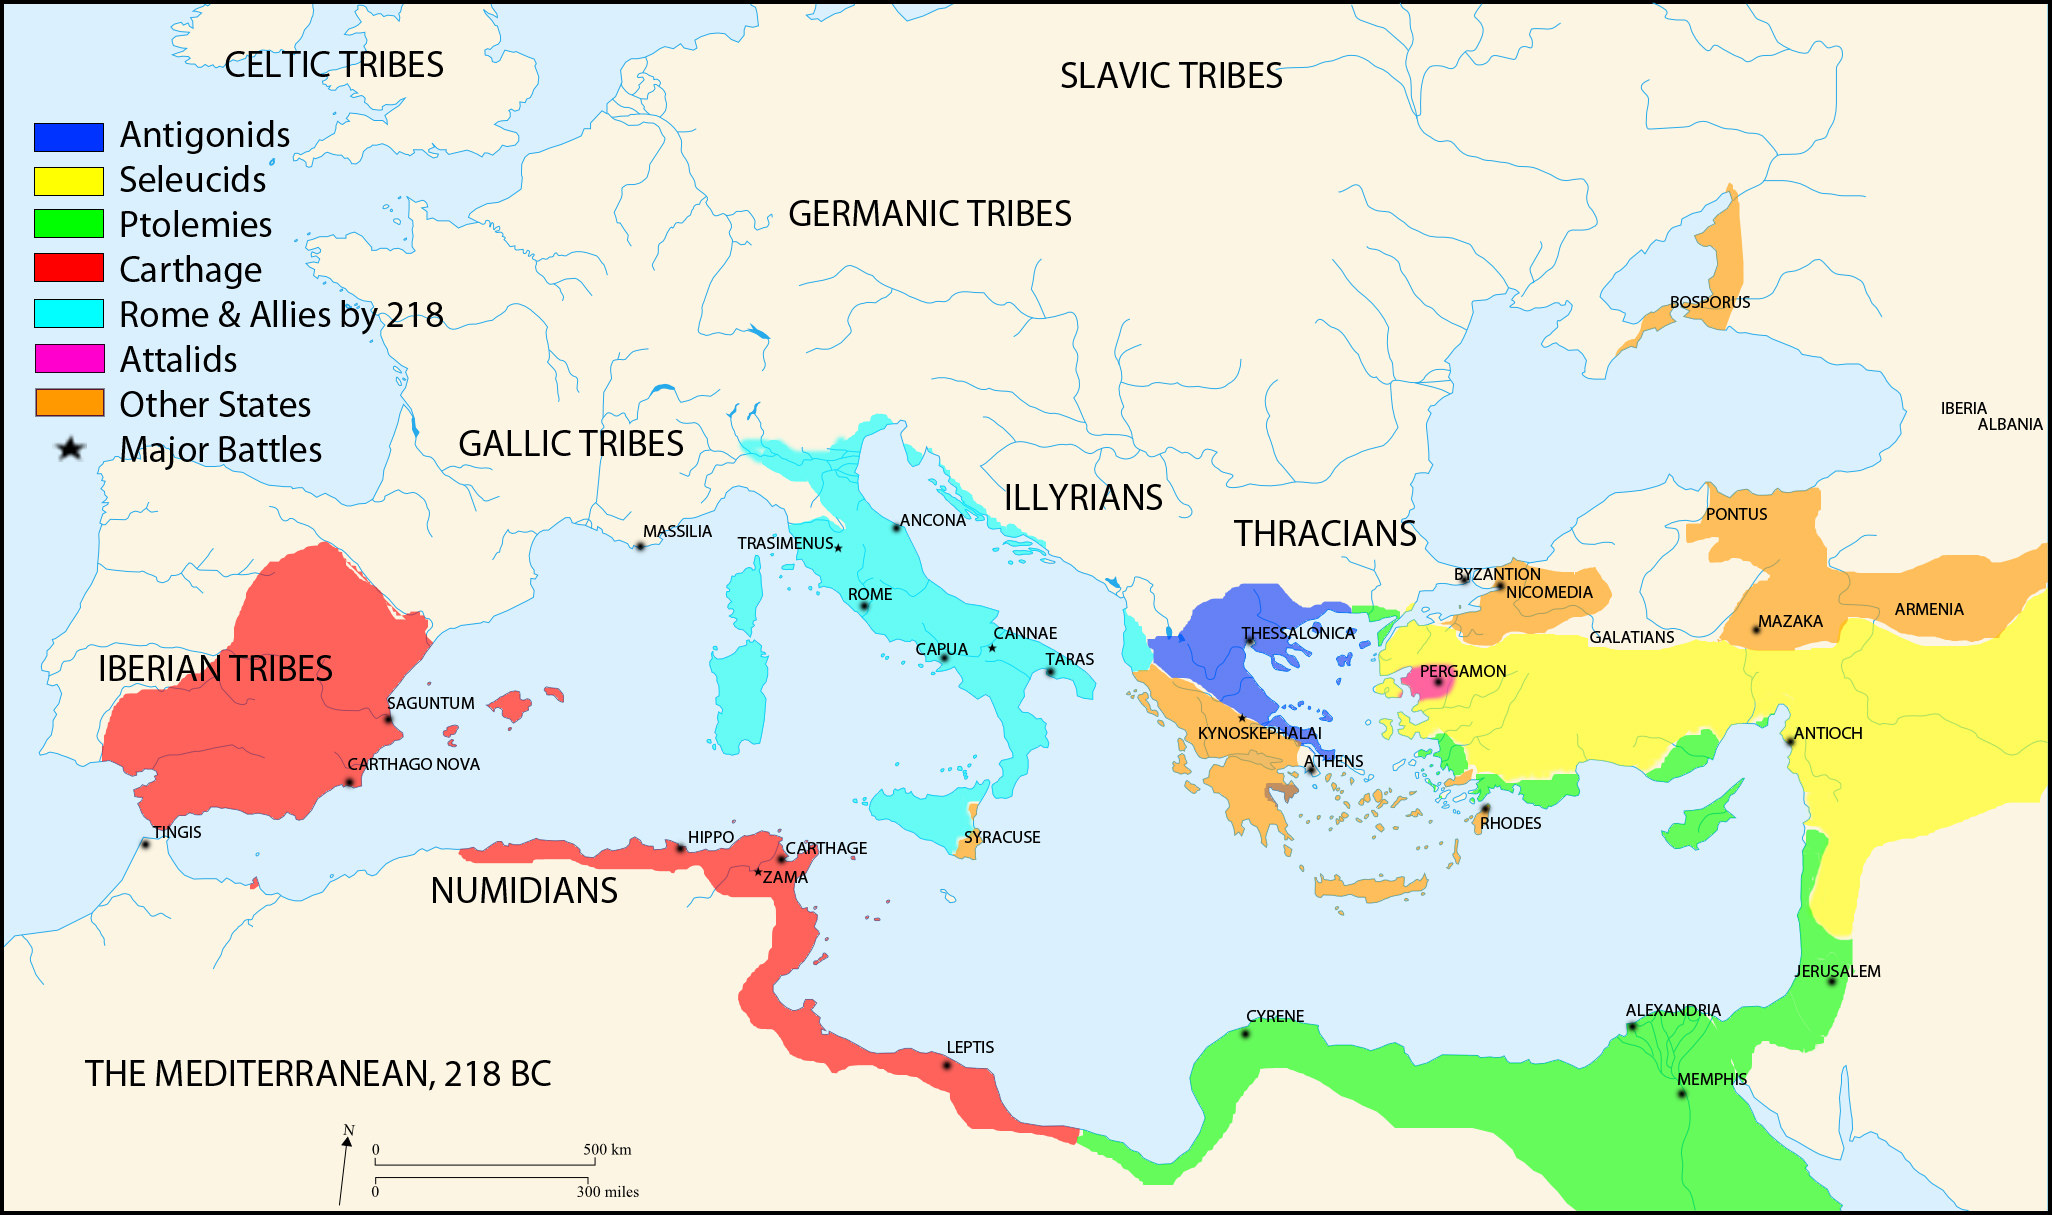 CELTIC TRIBES
SLAVIC TRIBES
Antigonids
Seleucids
Ptolemies
Carthage
Rome & Allies by 218
Attalids
Other States
Major Battles
GERMANIC TRIBES
BOSPORUS
IBERIA
ALBANIA
GALLIC TRIBES
ILLYRIANS
THRACIANS
PONTUS
MASSILIA
ANCONA
TRASIMENUS
BYZANTION
NICOMEDIA
ROME
ARMENIA
MAZAKA
CANNAE
THESSALONICA
GALATIANS
CAPUA
TARAS
IBERIAN TRIBES
PERGAMON
SAGUNTUM
KYNOSKEPHALAI
ANTIOCH
CARTHAGO NOVA
ATHENS
TINGIS
HIPPO
SYRACUSE
RHODES
CARTHAGE
ZAMA
NUMIDIANS
JERUSALEM
CYRENE
ALEXANDRIA
LEPTIS
THE MEDITERRANEAN, 218 BC
MEMPHIS
N
0 500 km
0 300 miles